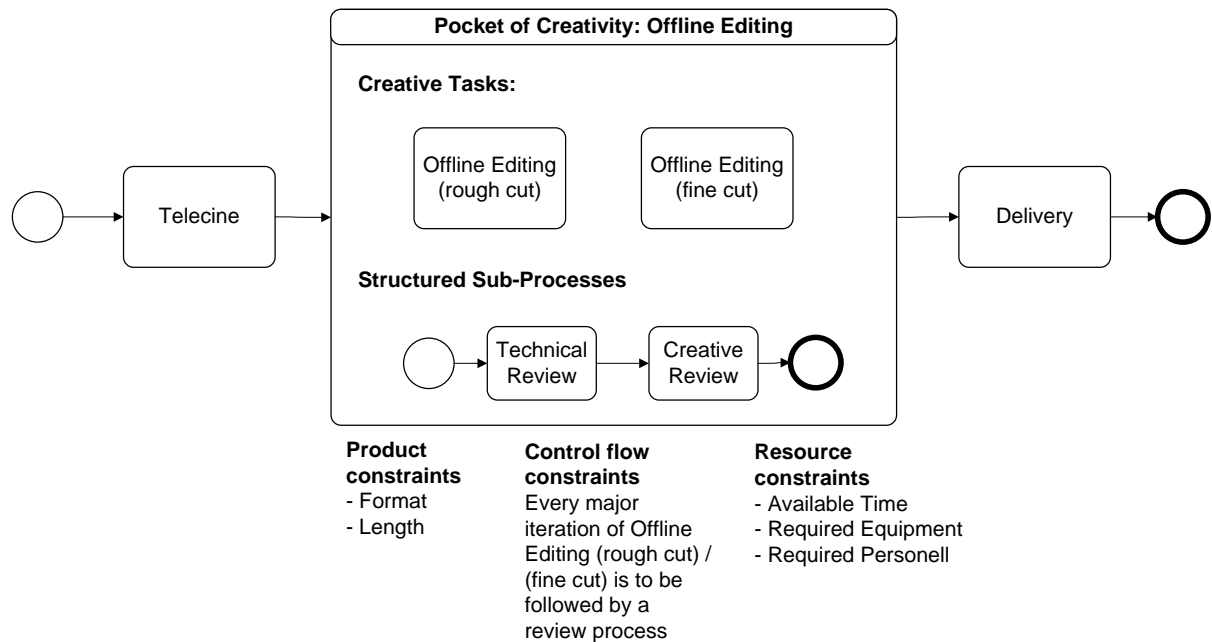 Pocket of Creativity: Offline Editing
Creative Tasks:
Offline Editing
(rough cut)
Offline Editing
(fine cut)
Telecine
Delivery
Structured Sub-Processes
Technical
Review
Creative
Review
Product
constraints
- Format
- Length
Control flow
constraints
Every major
iteration of Offline
Editing (rough cut) /
(fine cut) is to be
followed by a
review process
Resource
constraints
- Available Time
- Required Equipment
- Required Personell